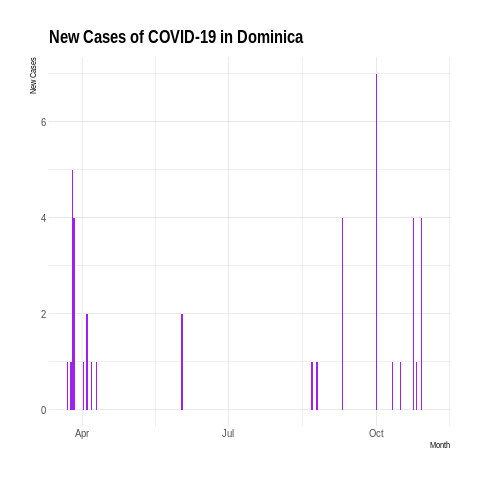 New Cases of COVID-19 in Dominica
New Cases
6
4
2
0
Apr Jul Oct
Month